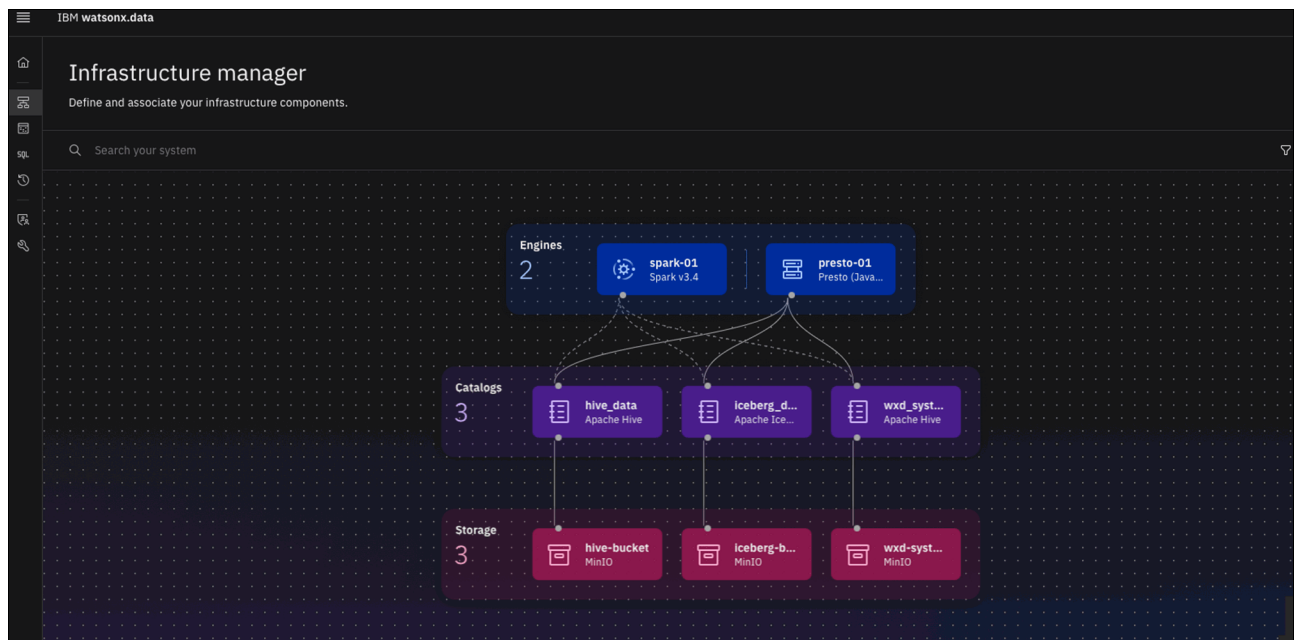 IBM watsonx.data
Infrastructure manager
Define and associate your infrastructure components.
Search your system
SQL
Engines
2
spark-01
Spark v3.4
presto-01
Presto (Java...
Catalogs
3
hive_data
Apache Hive
iceberg_d...
Apache Ice...
wxd_syst...
Apache Hive
Storage
3
hive-bucket
MinIO
iceberg-b...
MinIO
wxd-syst...
MinIO